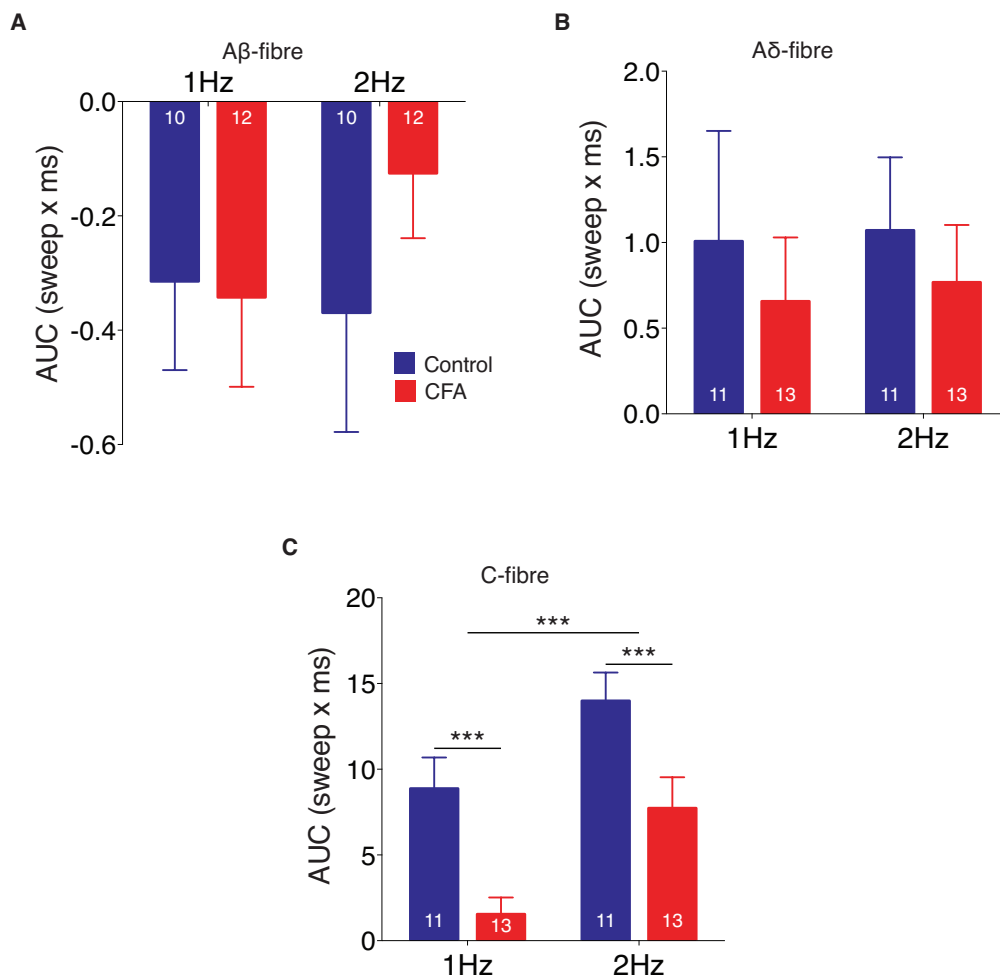 A
Aβ-fibre
1Hz 2Hz
0.0
10 12 10 12
-0.2
-0.4
-0.6
AUC (sweep x ms)
Control
CFA
B
Aδ-fibre
2.0
1.5
1.0
0.5
0.0
AUC (sweep x ms)
11 13 11 13
1Hz 2Hz
C
C-fibre
20
15
10
5
0
AUC (sweep x ms)
***
***
***
11 13 11 13
1Hz 2Hz